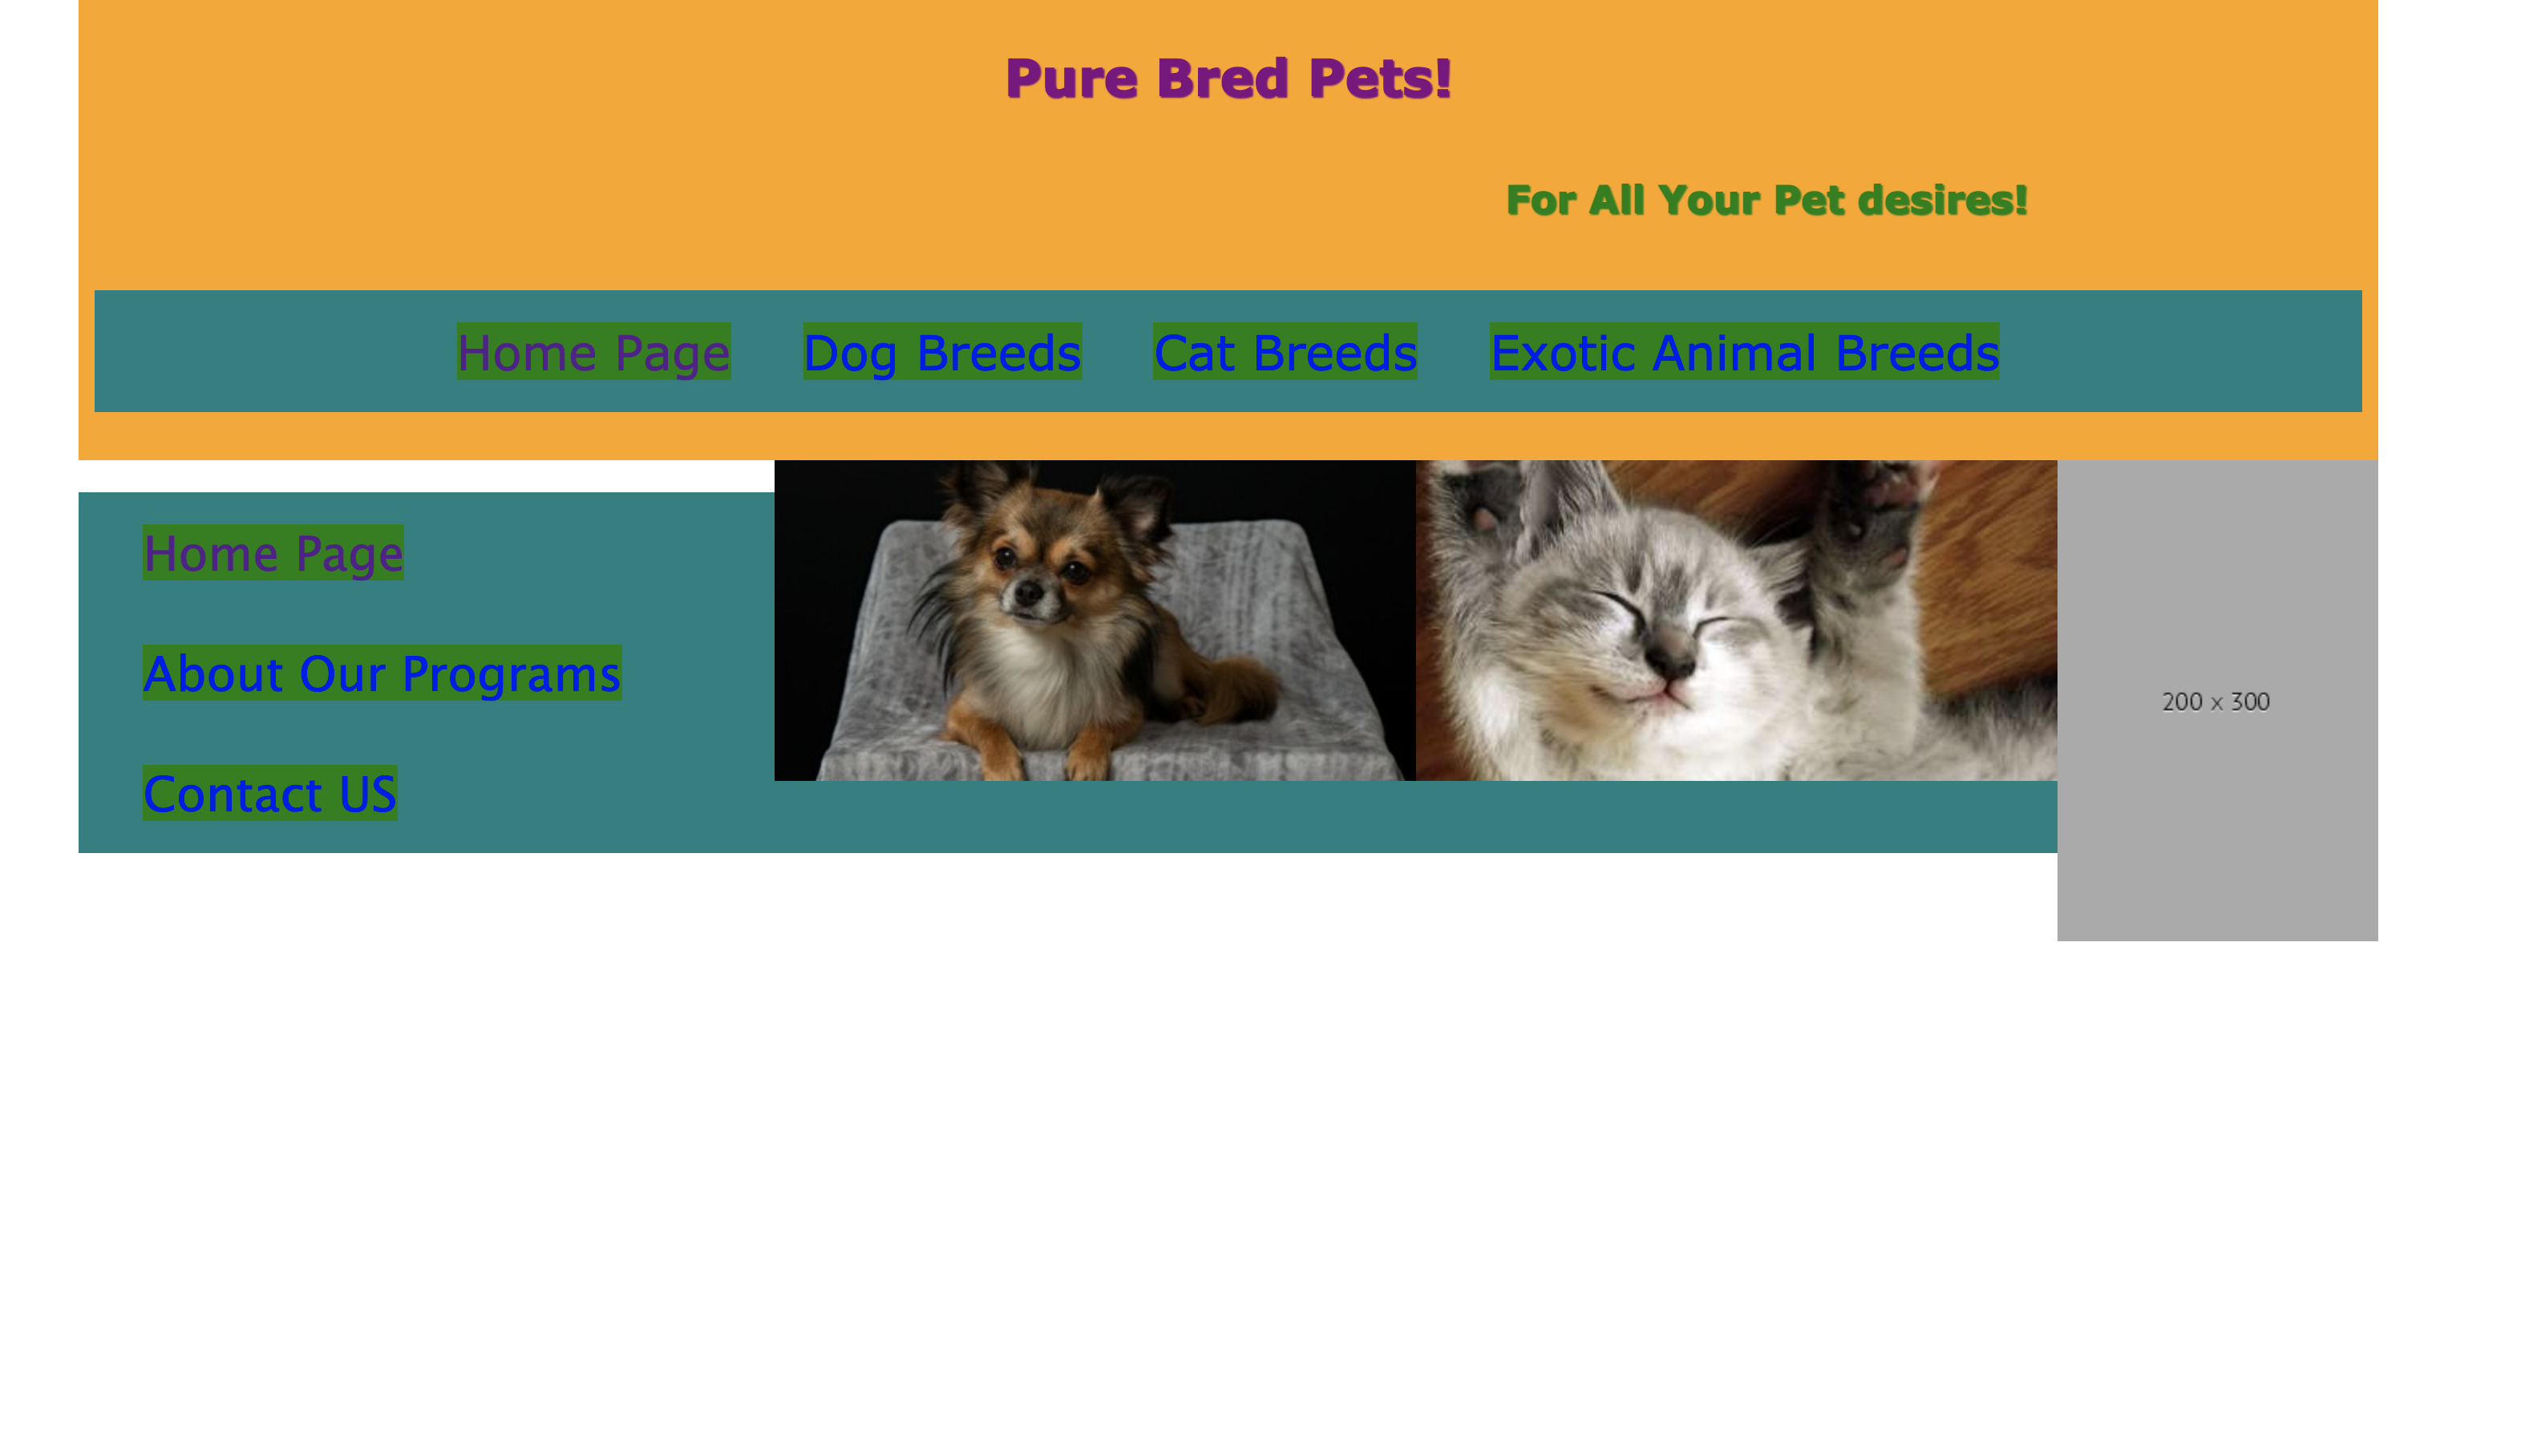 Pure Bred Pets!
For All Your Pet desires!
Home Page Dog Breeds Cat Breeds Exotic Animal Breeds
Home Page
About Our Programs
Contact US
200 x 300